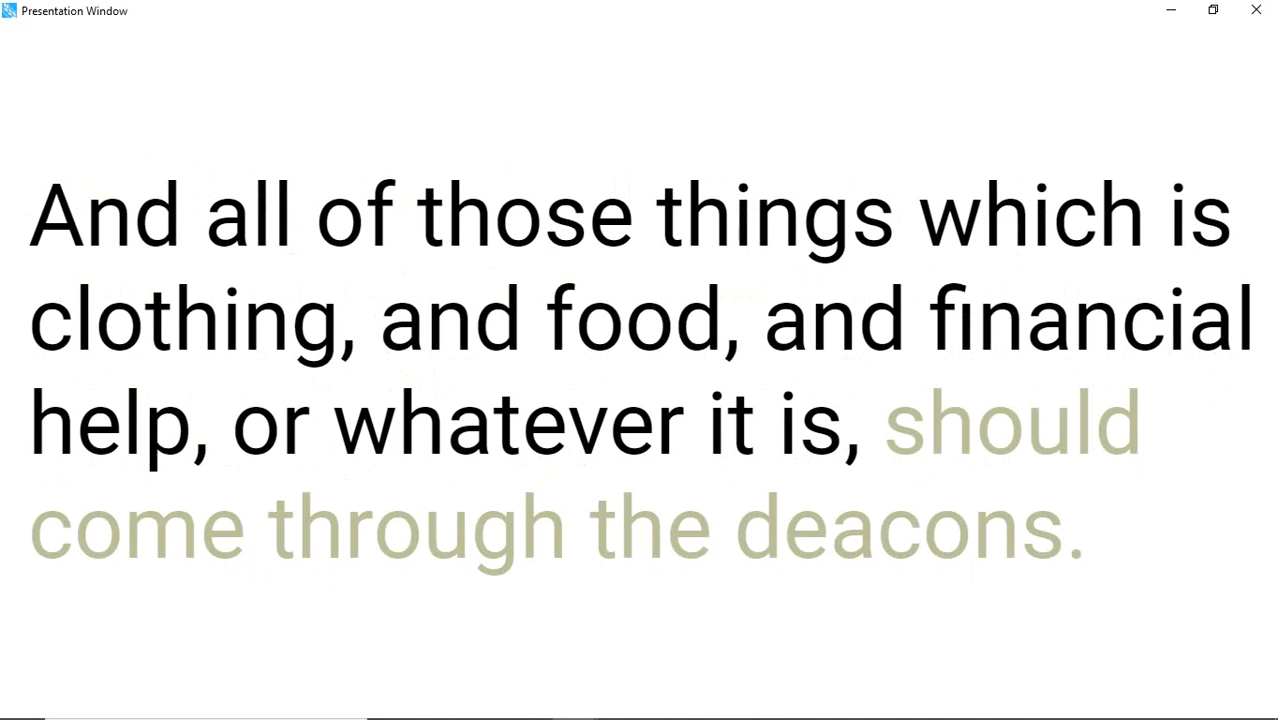 Presentation Window
And all of those things which is
clothing, and food, and financial
help, or whatever it is, should
come through the deacons.